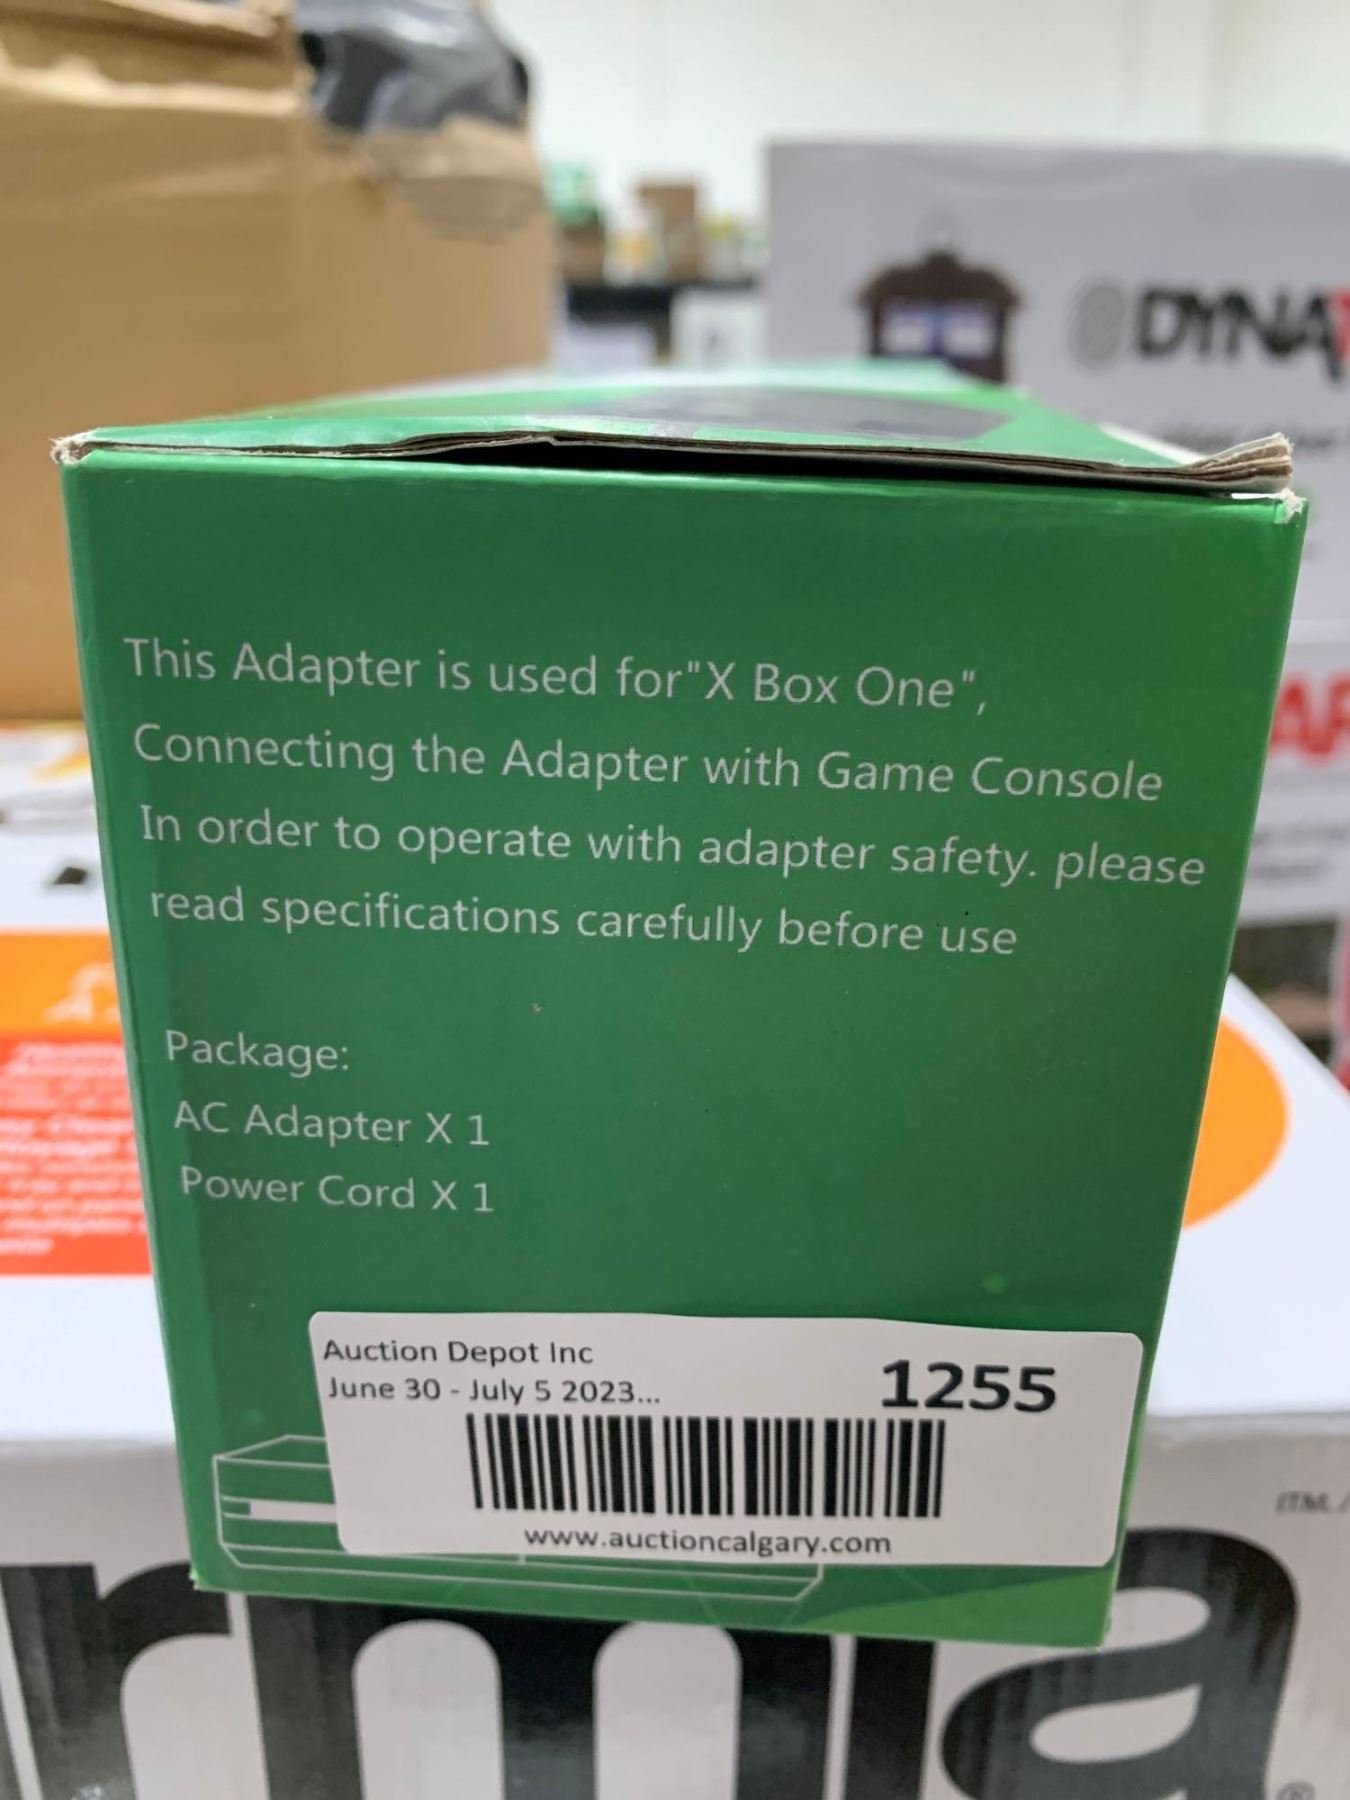 DYNA
This Adapter is used for"X Box One",
Connecting the Adapter with Game Console
In order to operate with adapter safety. please
read specifications carefully before use
Package:
AC Adapter X 1
Power Cord X 1
Auction Depot Inc
1255
June 30 - July 5 2023...
www.auctioncalgary.com